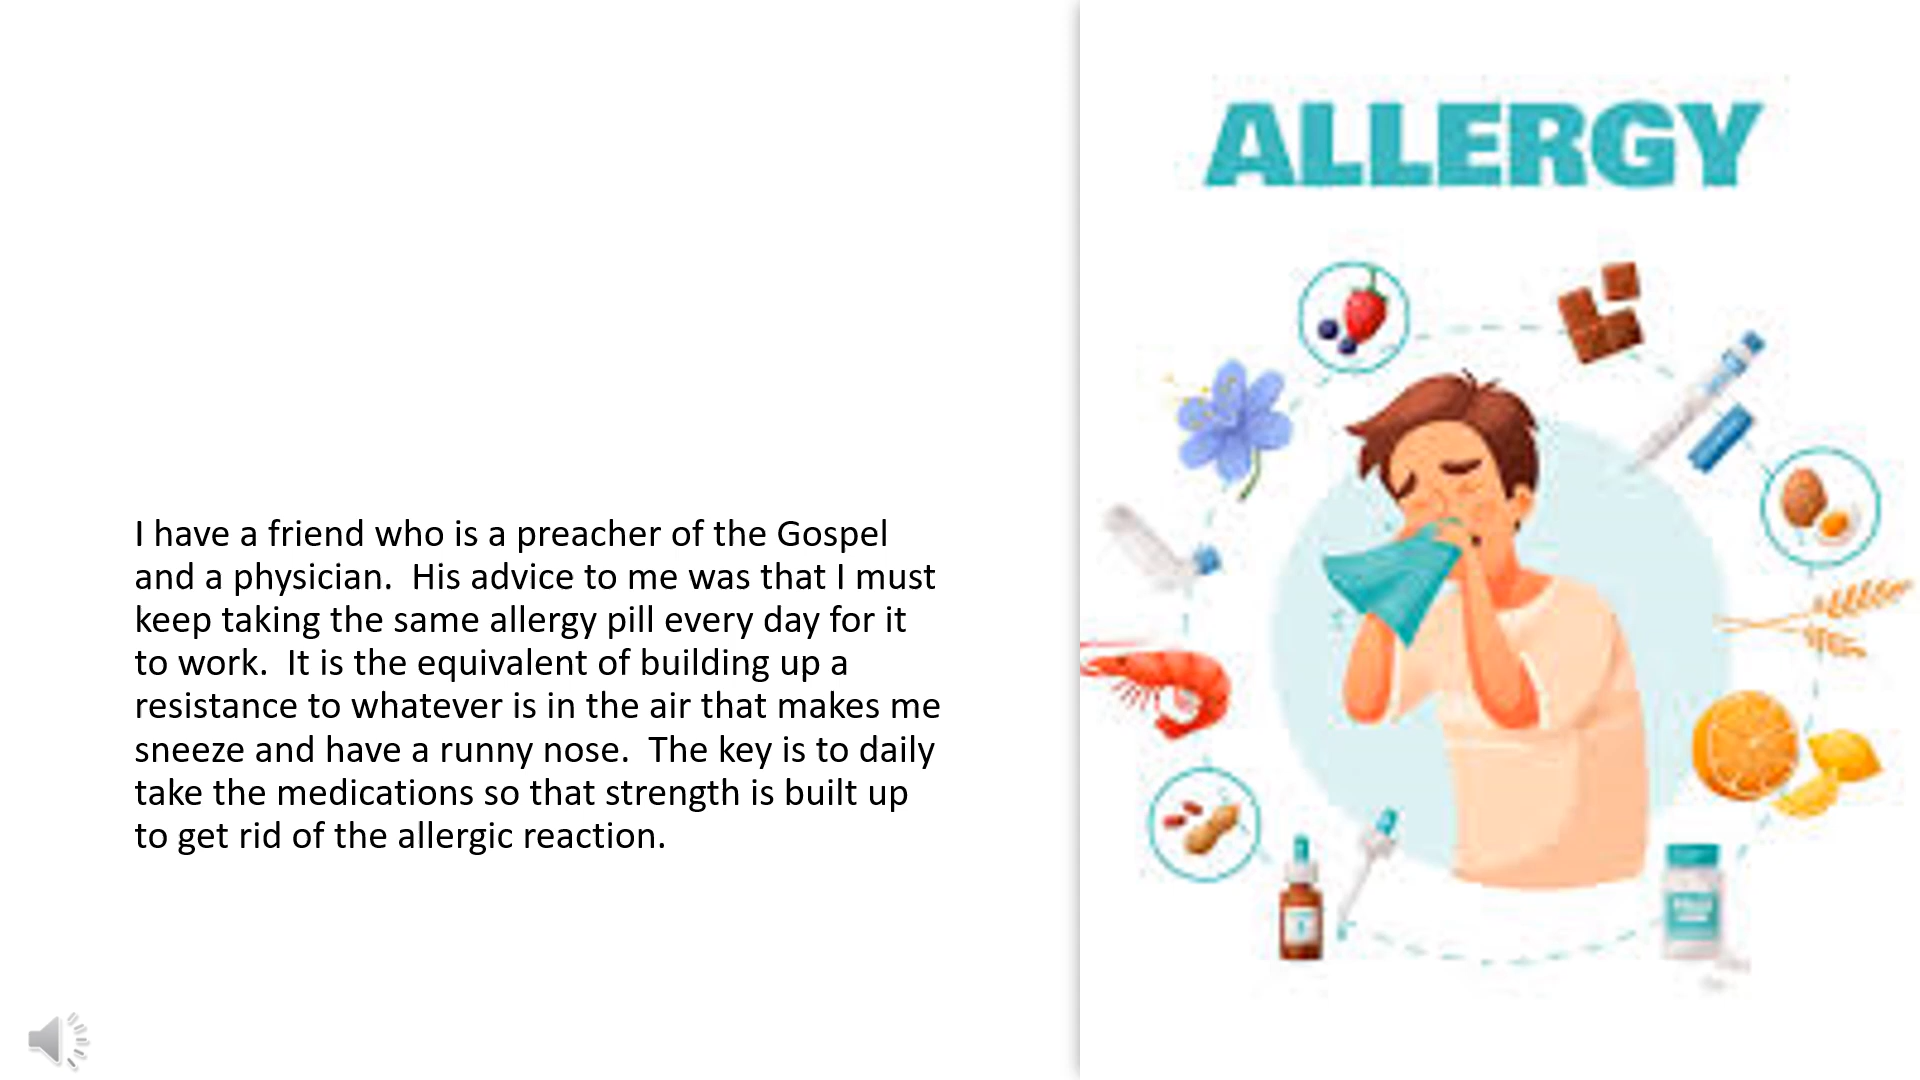 I have a friend who is a preacher of the Gospel
and a physician.  His advice to me was that I must
keep taking the same allergy pill every day for it
to work.  It is the equivalent of building up a
resistance to whatever is in the air that makes me
sneeze and have a runny nose.  The key is to daily
take the medications so that strength is built up
to get rid of the allergic reaction.
ALLERGY